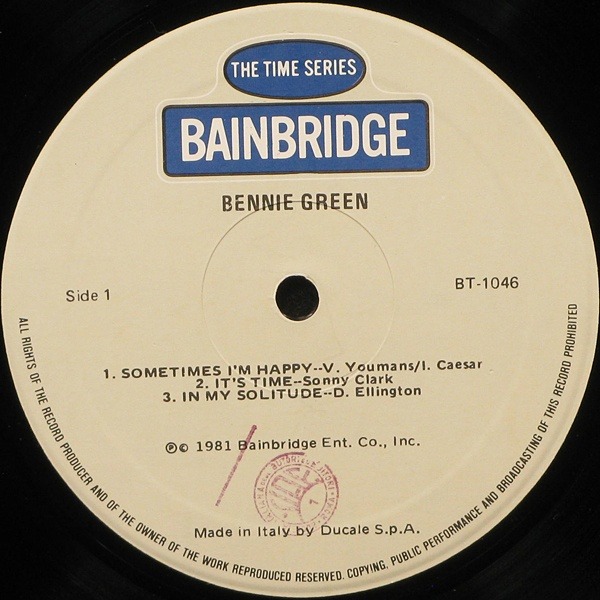 THE TIME SERIES
BAINBRIDGE
BENNIE GREEN
Side 1
BT-1046
1. SOMETIMES I'M HAPPY--V. Youmans/I. Caesar
2. IT'S TIME--Sonny Clark
3. IN MY SOLITUDE--D. Ellington
℗© 1981 Bainbridge Ent. Co., Inc.
Made in Italy by Ducale S.p.A.
ALL RIGHTS OF THE RECORD PRODUCER AND OF THE OWNER OF THE WORK REPRODUCED RESERVED. COPYING, PUBLIC PERFORMANCE AND BROADCASTING OF THIS RECORD PROHIBITED